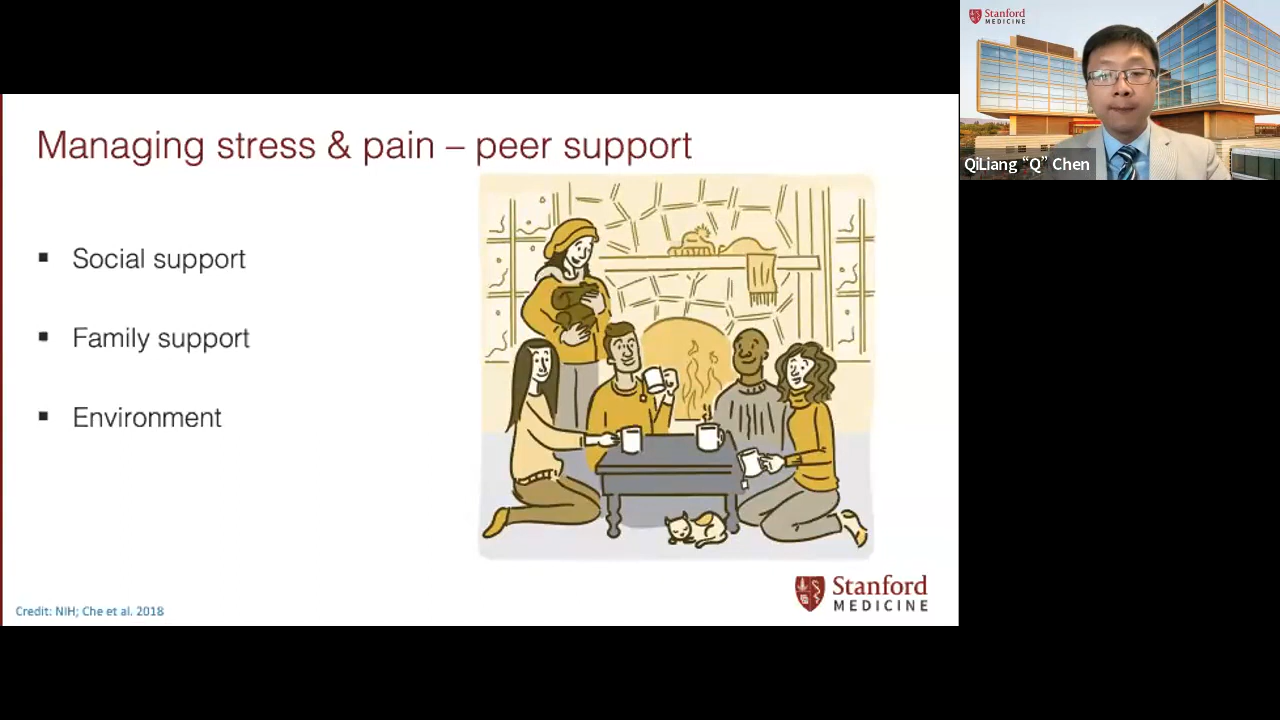 Managing stress & pain – peer support
▪ Social support
▪ Family support
▪ Environment
Credit: NIH; Che et al. 2018
Stanford
MEDICINE
Stanford
MEDICINE
QiLiang “Q” Chen